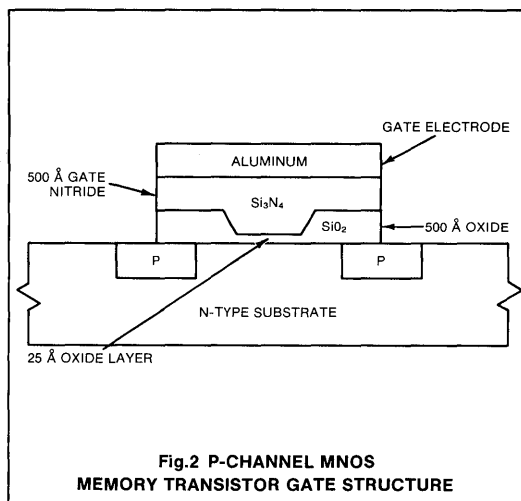 GATE ELECTRODE
ALUMINUM
500 Å GATE
NITRIDE
Si3N4
SiO2
500 Å OXIDE
P
P
N-TYPE SUBSTRATE
25 Å OXIDE LAYER
Fig.2 P-CHANNEL MNOS
MEMORY TRANSISTOR GATE STRUCTURE